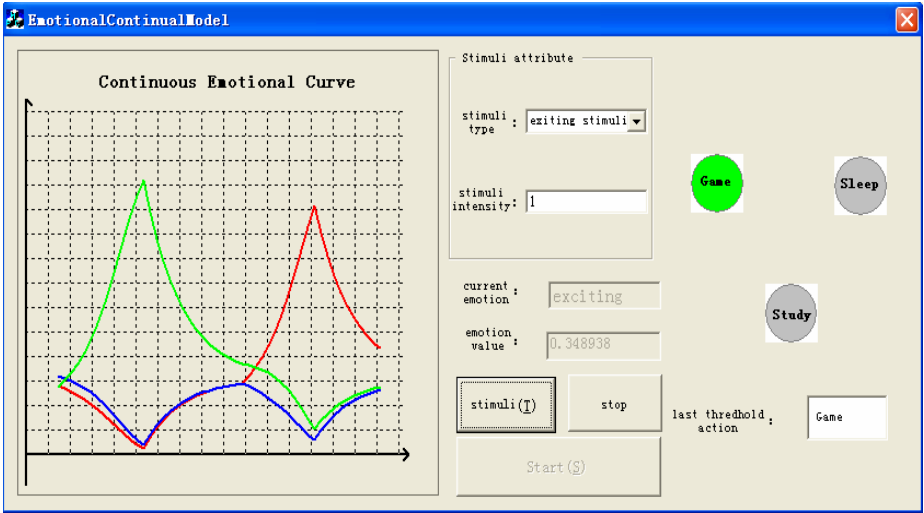 EmotionalContinualModel
Continuous Emotional Curve
Stimuli attribute
stimuli
type :
exiting stimuli
stimuli
intensity:
1
Game
Sleep
Study
current
emotion :
exciting
emotion
value :
0.348938
stimuli(T)
stop
Start(S)
last thredhold
action :
Game